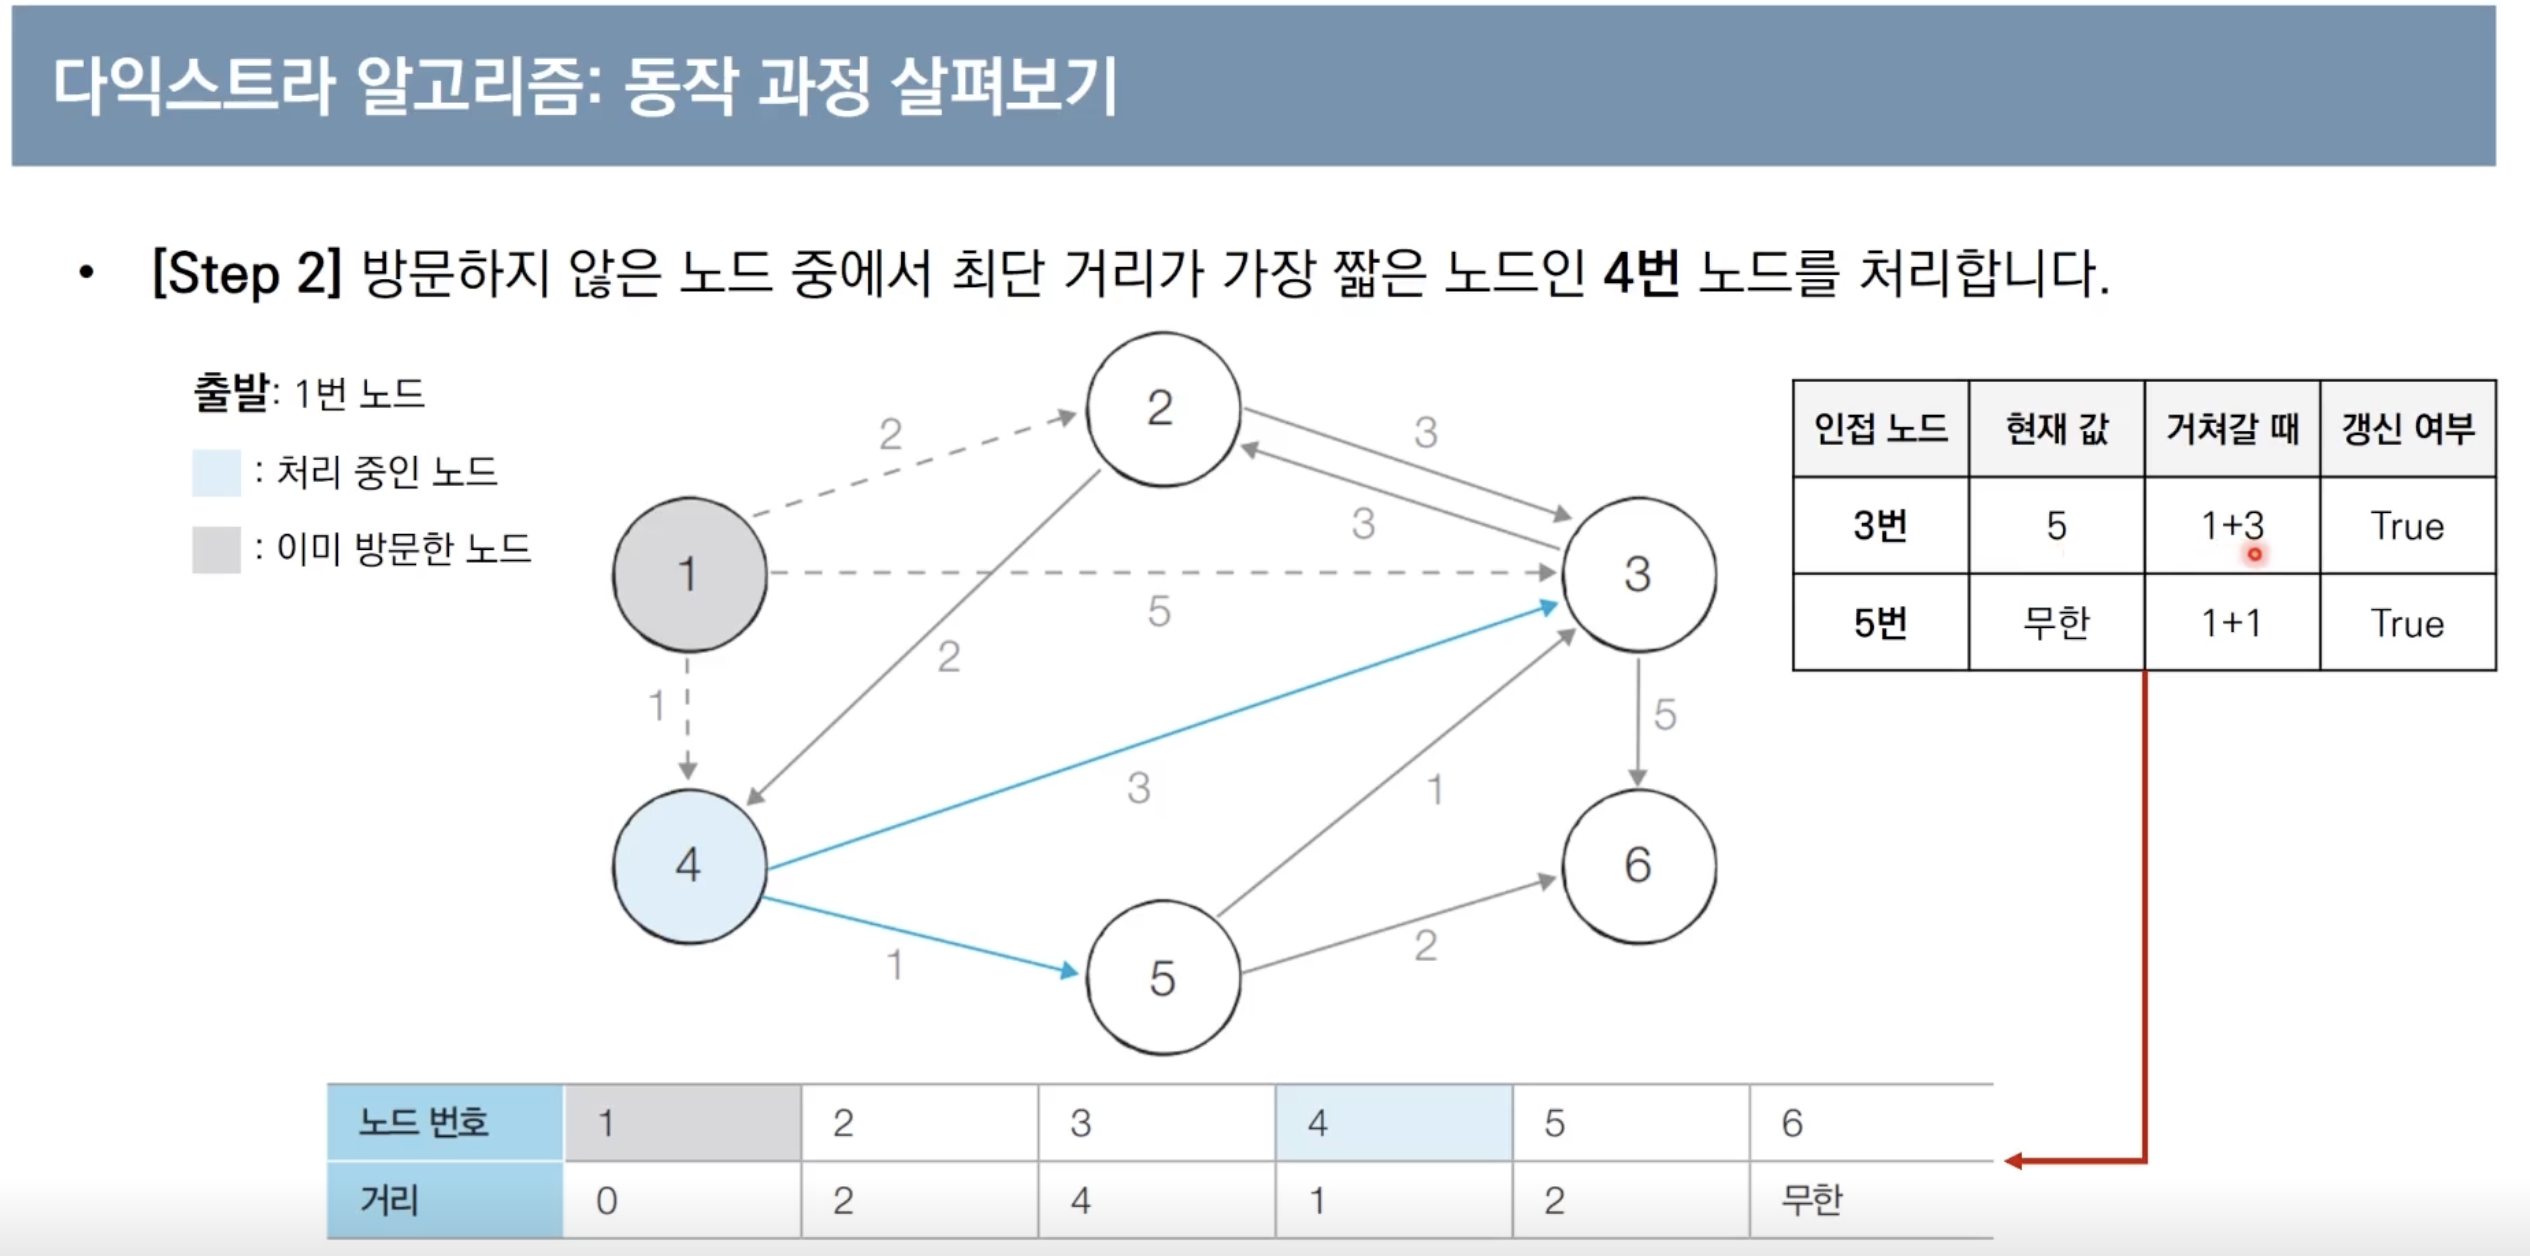 다익스트라 알고리즘: 동작 과정 살펴보기
• [Step 2] 방문하지 않은 노드 중에서 최단 거리가 가장 짧은 노드인 4번 노드를 처리합니다.
출발: 1번 노드
: 처리 중인 노드
: 이미 방문한 노드
2
2
3
3
1
3
5
2
1
5
3
1
4
6
2
1
5
인접 노드 현재 값 거쳐갈 때 갱신 여부
3번 5 1+3 True
5번 무한 1+1 True
노드 번호 1 2 3 4 5 6
거리 0 2 4 1 2 무한